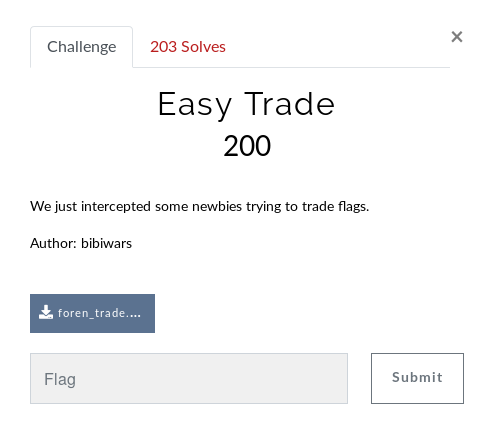 Challenge 203 Solves ×
Easy Trade
200
We just intercepted some newbies trying to trade flags.
Author: bibiwars
foren_trade....
Flag Submit